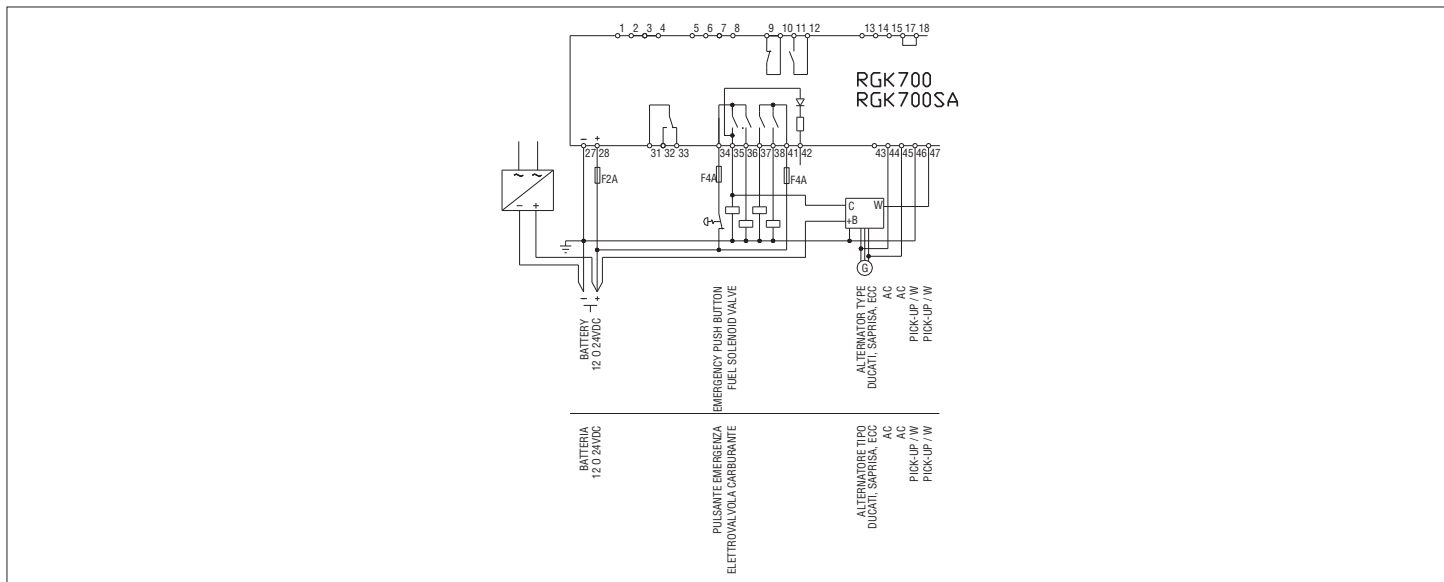 1 2 3 4 5 6 7 8 9 10 11 12 13 14 15 17 18
RGK700
RGK700SA
– +
27 28 31 32 33 34 35 36 37 38 41 42 43 44 45 46 47
~ ~
– +
F2A
F4A
F4A
C W
+B
G
– +
BATTERY
12 O 24VDC
EMERGENCY PUSH BUTTON
FUEL SOLENOID VALVE
ALTERNATOR TYPE
DUCATI, SAPRISA, ECC
AC
AC
PICK-UP / W
PICK-UP / W
BATTERIA
12 O 24VDC
PULSANTE EMERGENZA
ELETTROVALVOLA CARBURANTE
ALTERNATORE TIPO
DUCATI, SAPRISA, ECC
AC
AC
PICK-UP / W
PICK-UP / W